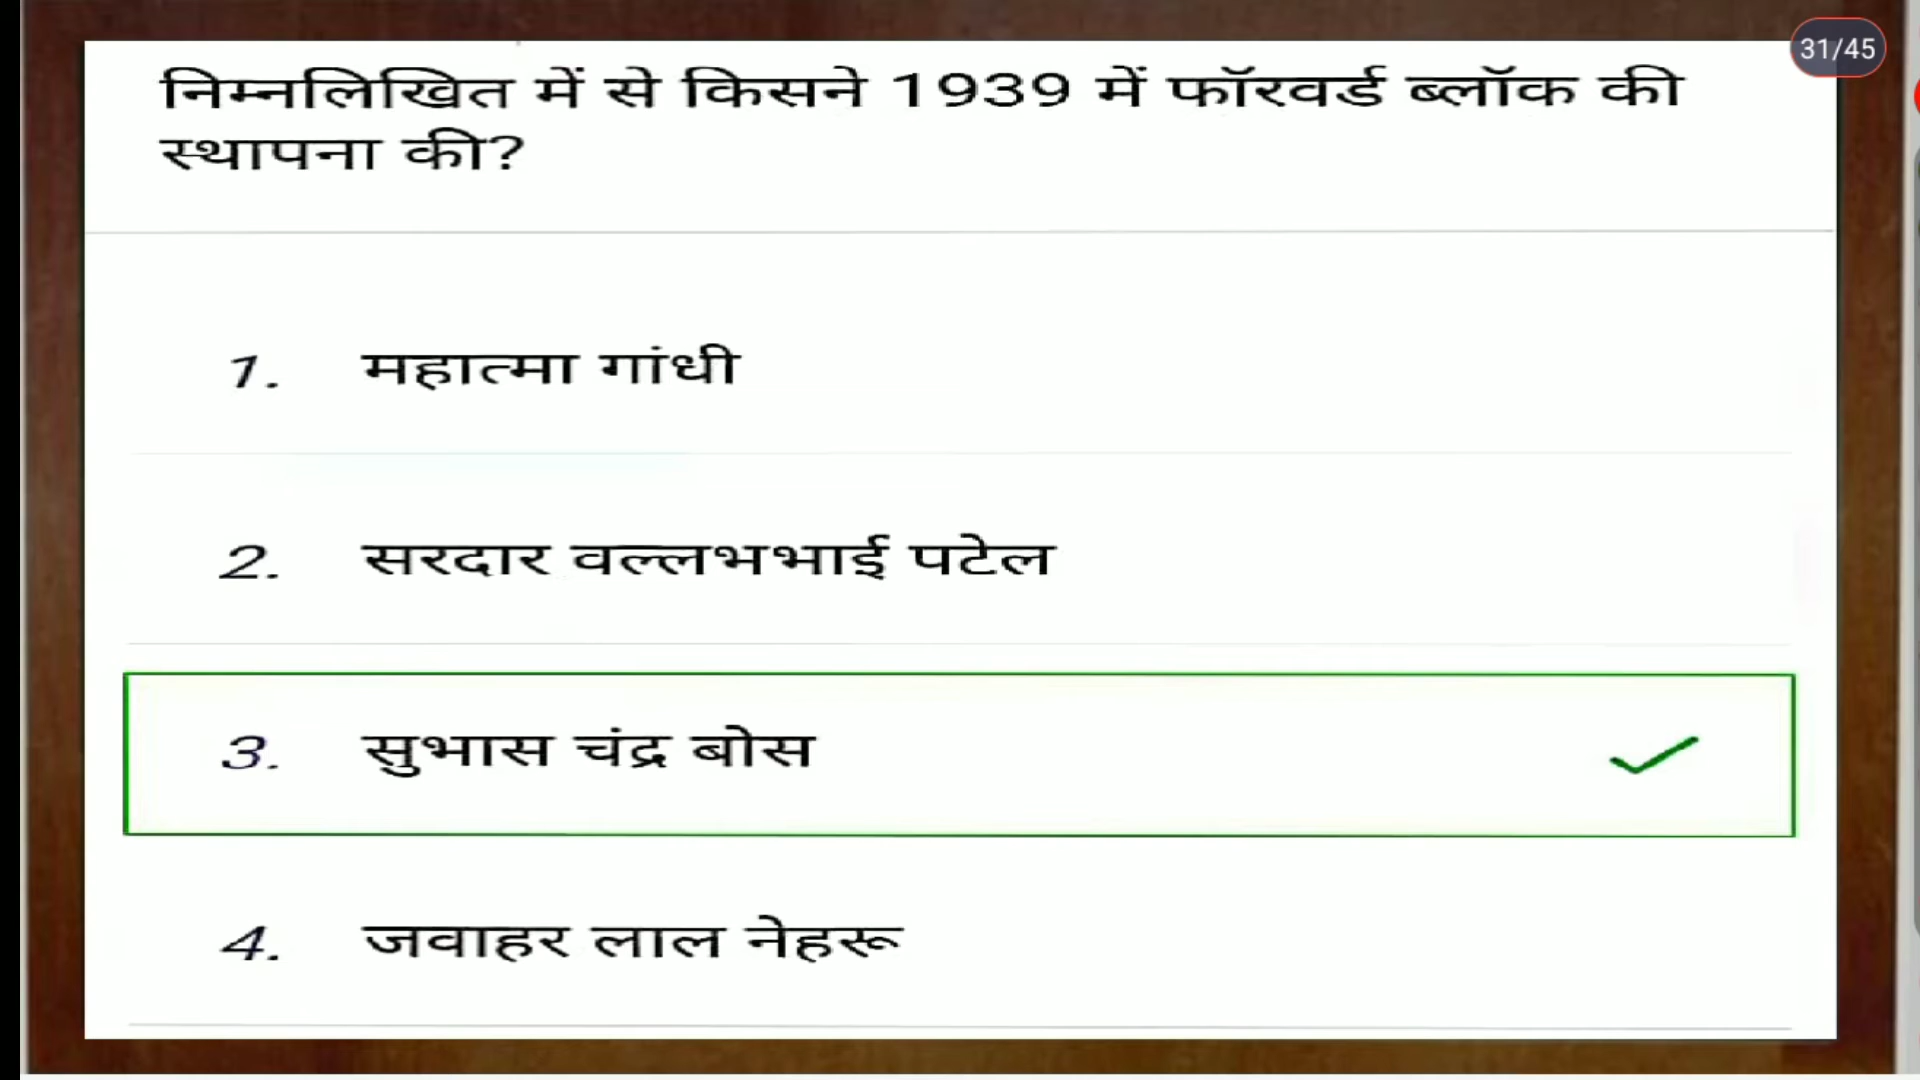 31/45
निम्नलिखित में से किसने 1939 में फॉरवर्ड ब्लॉक की
स्थापना की?
1. महात्मा गांधी
2. सरदार वल्लभभाई पटेल
3. सुभास चंद्र बोस
4. जवाहर लाल नेहरू